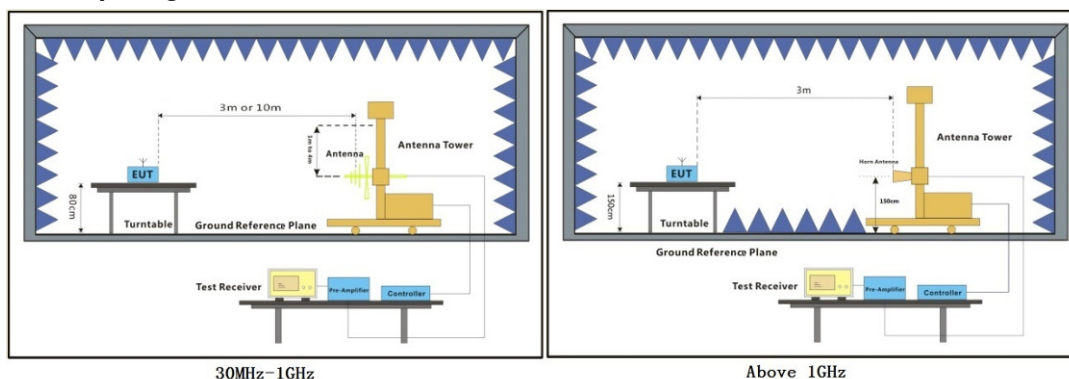 3m or 10m
1m to 4m
Antenna
Antenna Tower
EUT
80cm
Turntable
Ground Reference Plane
Test Receiver
Pre-Amplifier
Controller
30MHz-1GHz
3m
Antenna Tower
Horn Antenna
EUT
150cm
150cm
Turntable
Ground Reference Plane
Test Receiver
Pre-Amplifier
Controller
Above 1GHz